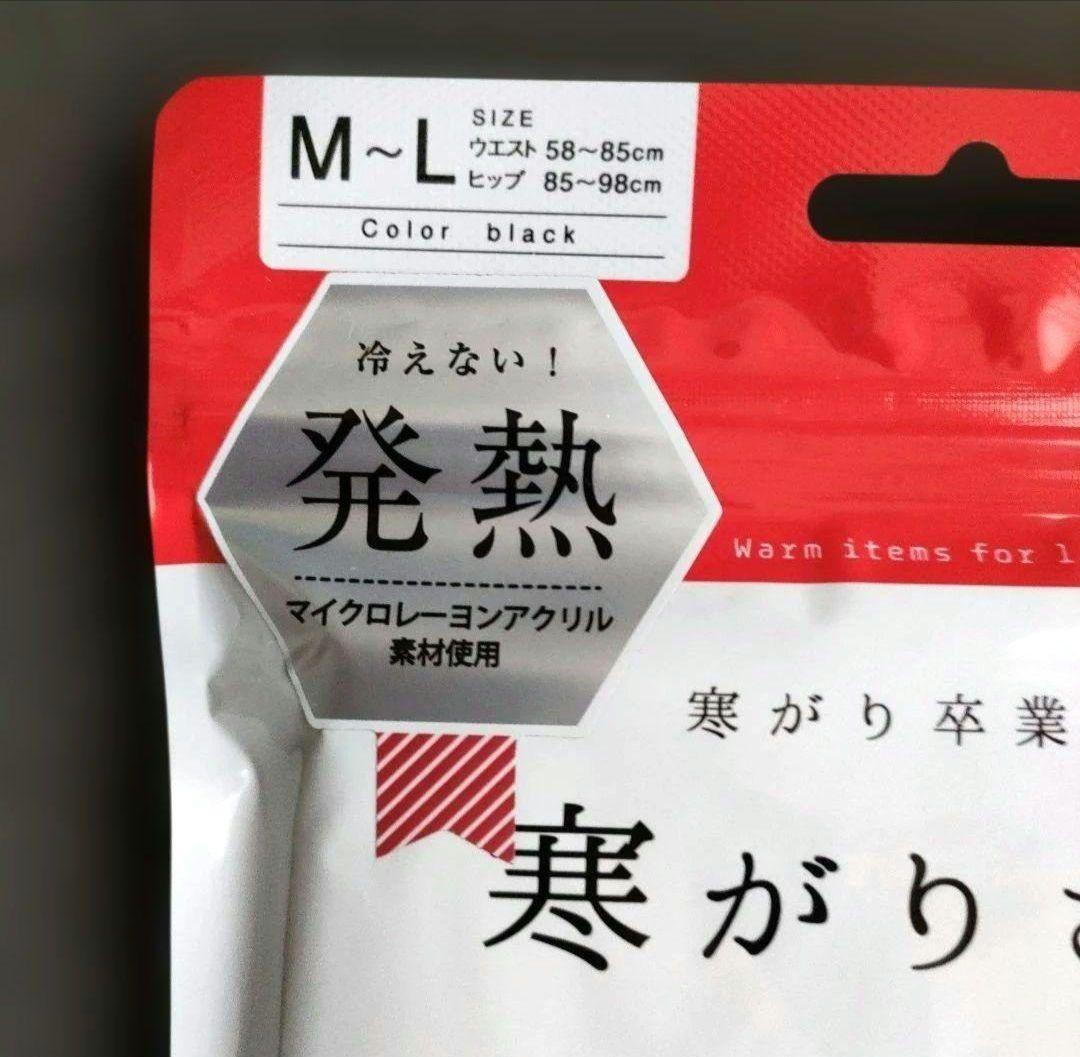 M~L
SIZE
ウエスト 58~85cm
ヒップ 85~98cm
Color black
冷えない!
発熱
マイクロレーヨンアクリル
素材使用
Warm items for
寒がり卒業
寒がり